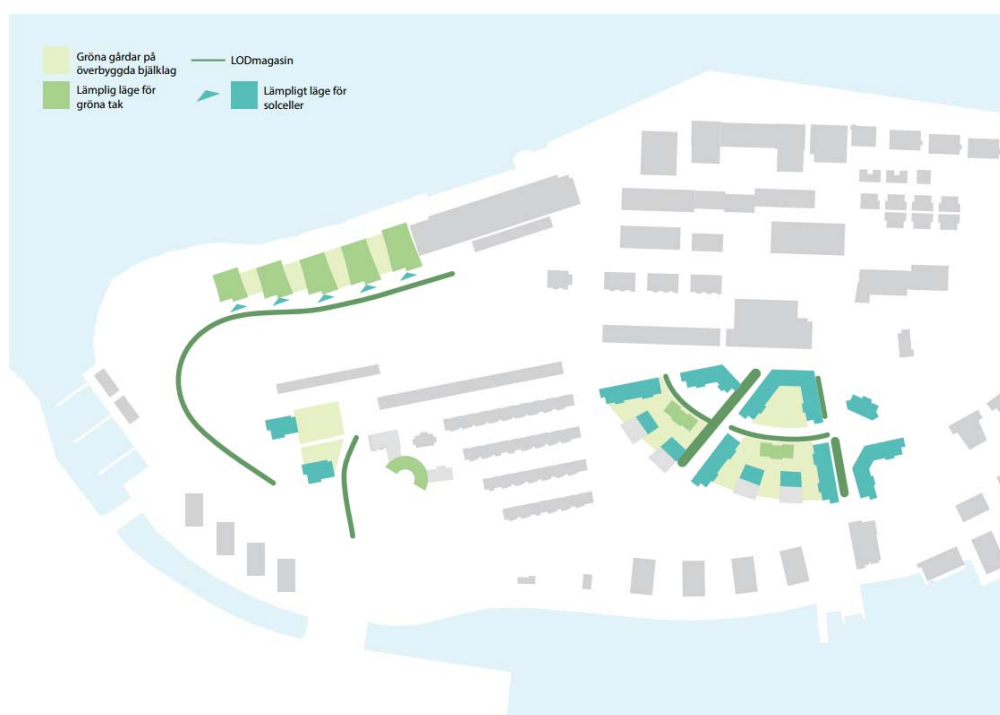 Gröna gårdar på
överbyggda bjälklag
Lämplig läge för
gröna tak
LODmagasin
Lämpligt läge för
solceller